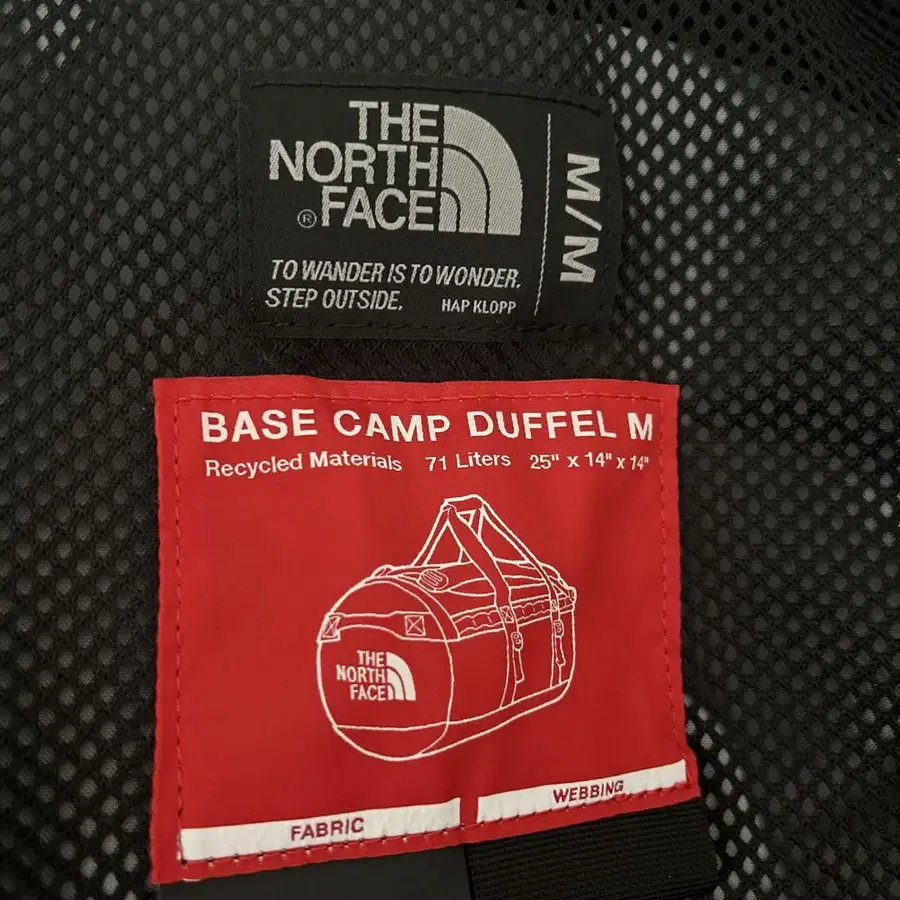 THE
NORTH
® FACE
M/M
TO WANDER IS TO WONDER.
STEP OUTSIDE. HAP KLOPP
BASE CAMP DUFFEL M
Recycled Materials 71 Liters 25" x 14" x 14"
THE
NORTH
FACE
FABRIC WEBBING